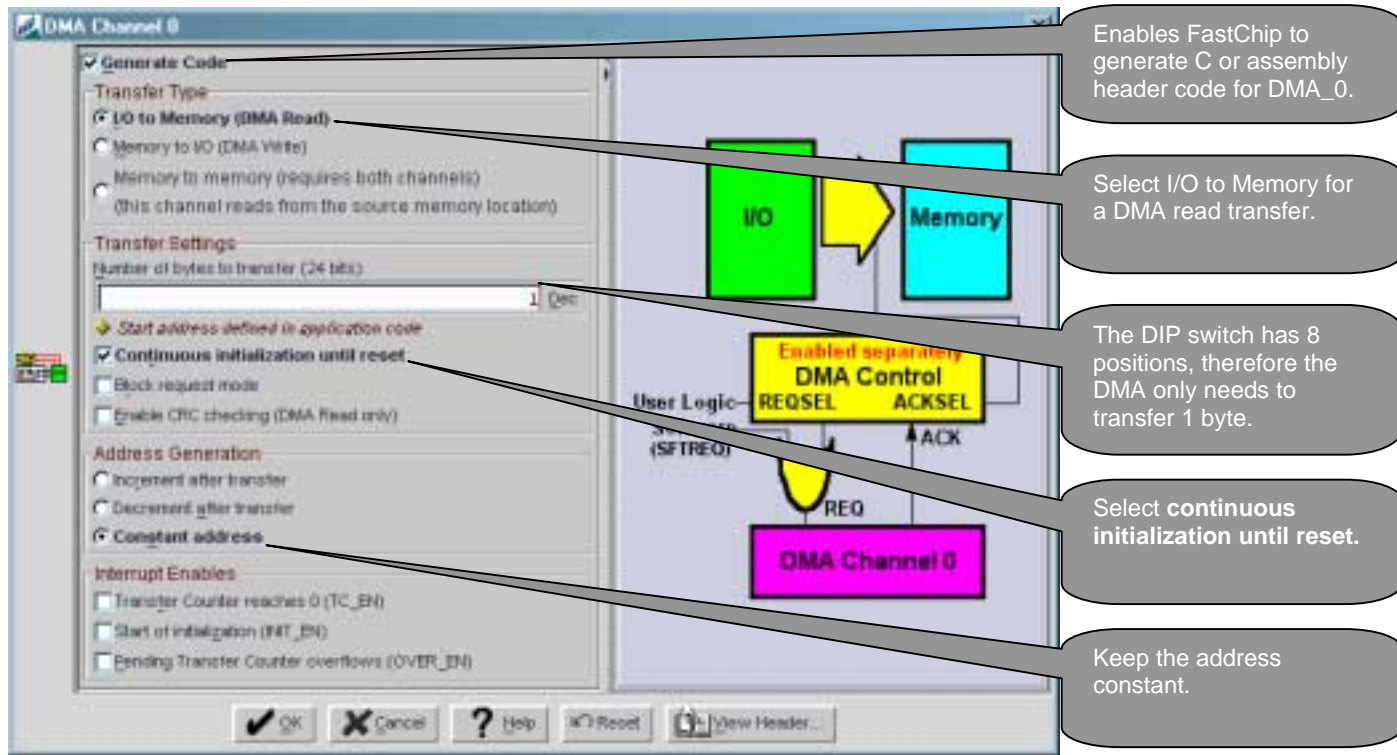 DMA Channel 0
Generate Code
Transfer Type
I/O to Memory (DMA Read)
Memory to I/O (DMA Write)
Memory to memory (requires both channels)
(this channel reads from the source memory location)
Transfer Settings
Number of bytes to transfer (24 bits)
1 Dec
Start address defined in application code
Continuous initialization until reset
Block request mode
Enable CRC checking (DMA Read only)
Address Generation
Increment after transfer
Decrement after transfer
Constant address
Interrupt Enables
Transfer Counter reaches 0 (TC_EN)
Start of initialization (INIT_EN)
Pending Transfer Counter overflows (OVER_EN)
OK
Cancel
Help
Reset
View Header...
I/O
Memory
Enabled separately
DMA Control
User Logic
REQSEL
ACKSEL
(SFTREQ)
ACK
REQ
DMA Channel 0
Enables FastChip to
generate C or assembly
header code for DMA_0.
Select I/O to Memory for
a DMA read transfer.
The DIP switch has 8
positions, therefore the
DMA only needs to
transfer 1 byte.
Select continuous
initialization until reset.
Keep the address
constant.